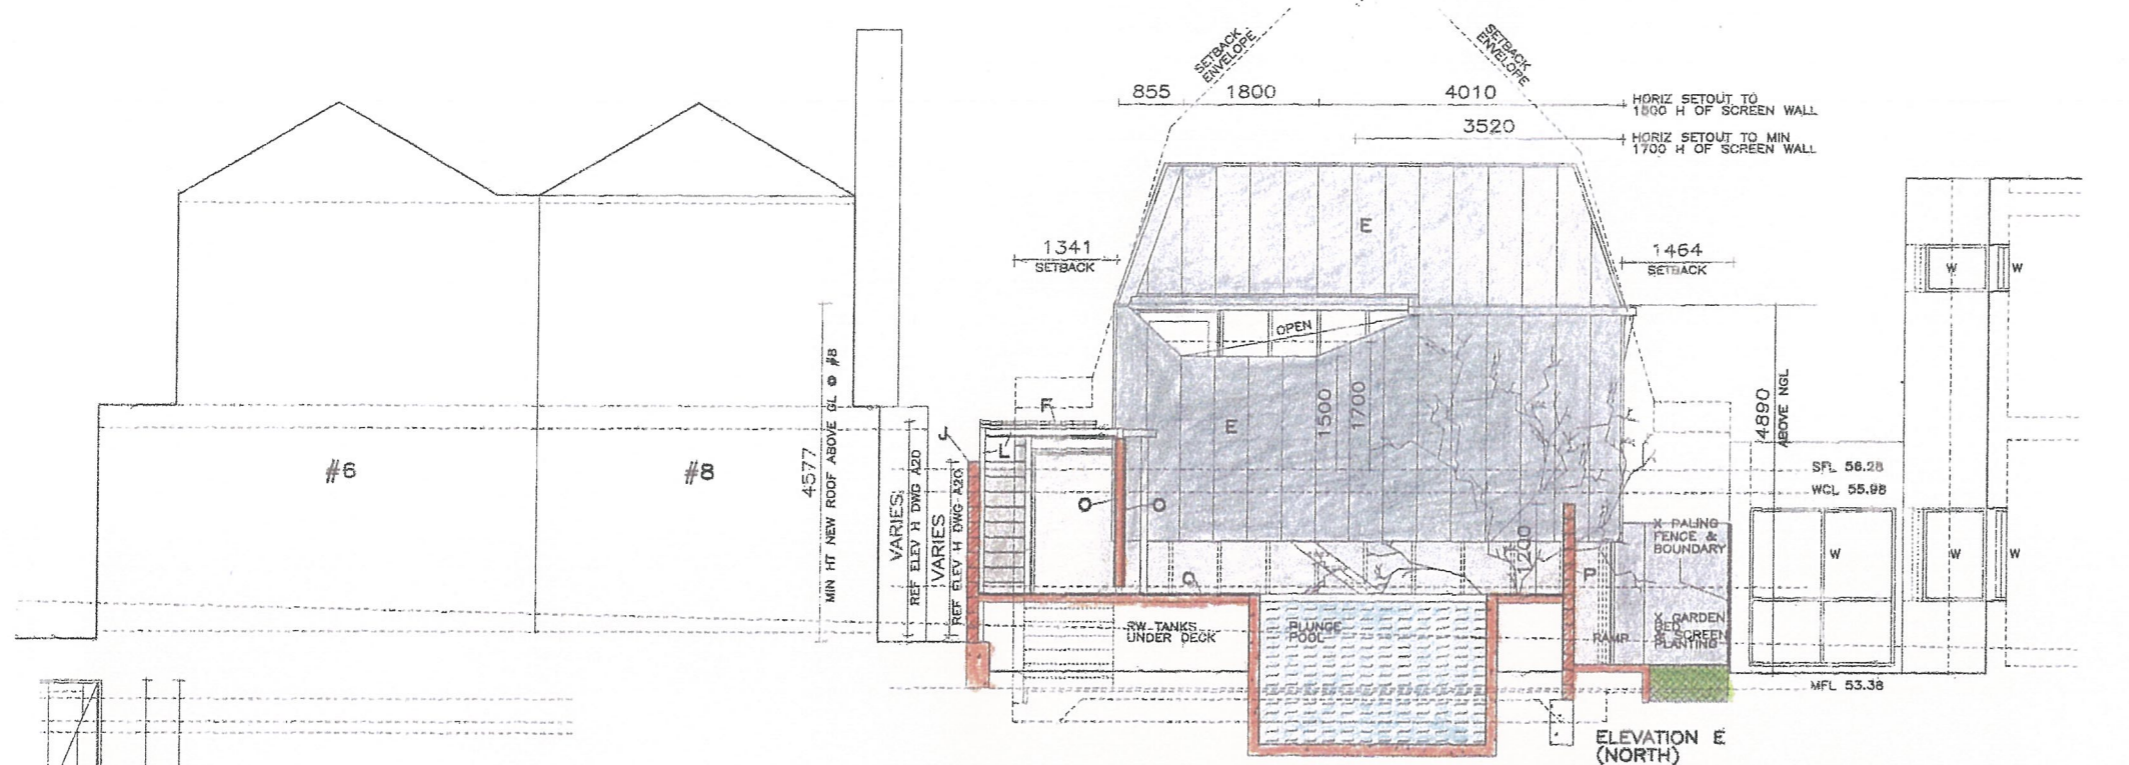 SETBACK
ENVELOPE
SETBACK
ENVELOPE
855
1800
4010
HORIZ SETOUT TO
1500 H OF SCREEN WALL
3520
HORIZ SETOUT TO MIN
1700 H OF SCREEN WALL
E
1341
SETBACK
1464
SETBACK
W
W
OPEN
4577
MIN HT NEW ROOF ABOVE GL @ #8
#6
#8
VARIES
REF ELEV H DWG A20
VARIES
REF ELEV H DWG A20
J
F
L
O
O
E
1500
1700
4890
ABOVE NGL
SFL 56.28
WCL 55.98
1200
X PALING
FENCE &
BOUNDARY
W
W
W
Q
P
RW TANKS
UNDER DECK
PLUNGE
POOL
RAMP
X GARDEN
BED
& SCREEN
PLANTING
MFL 53.38
ELEVATION E
(NORTH)